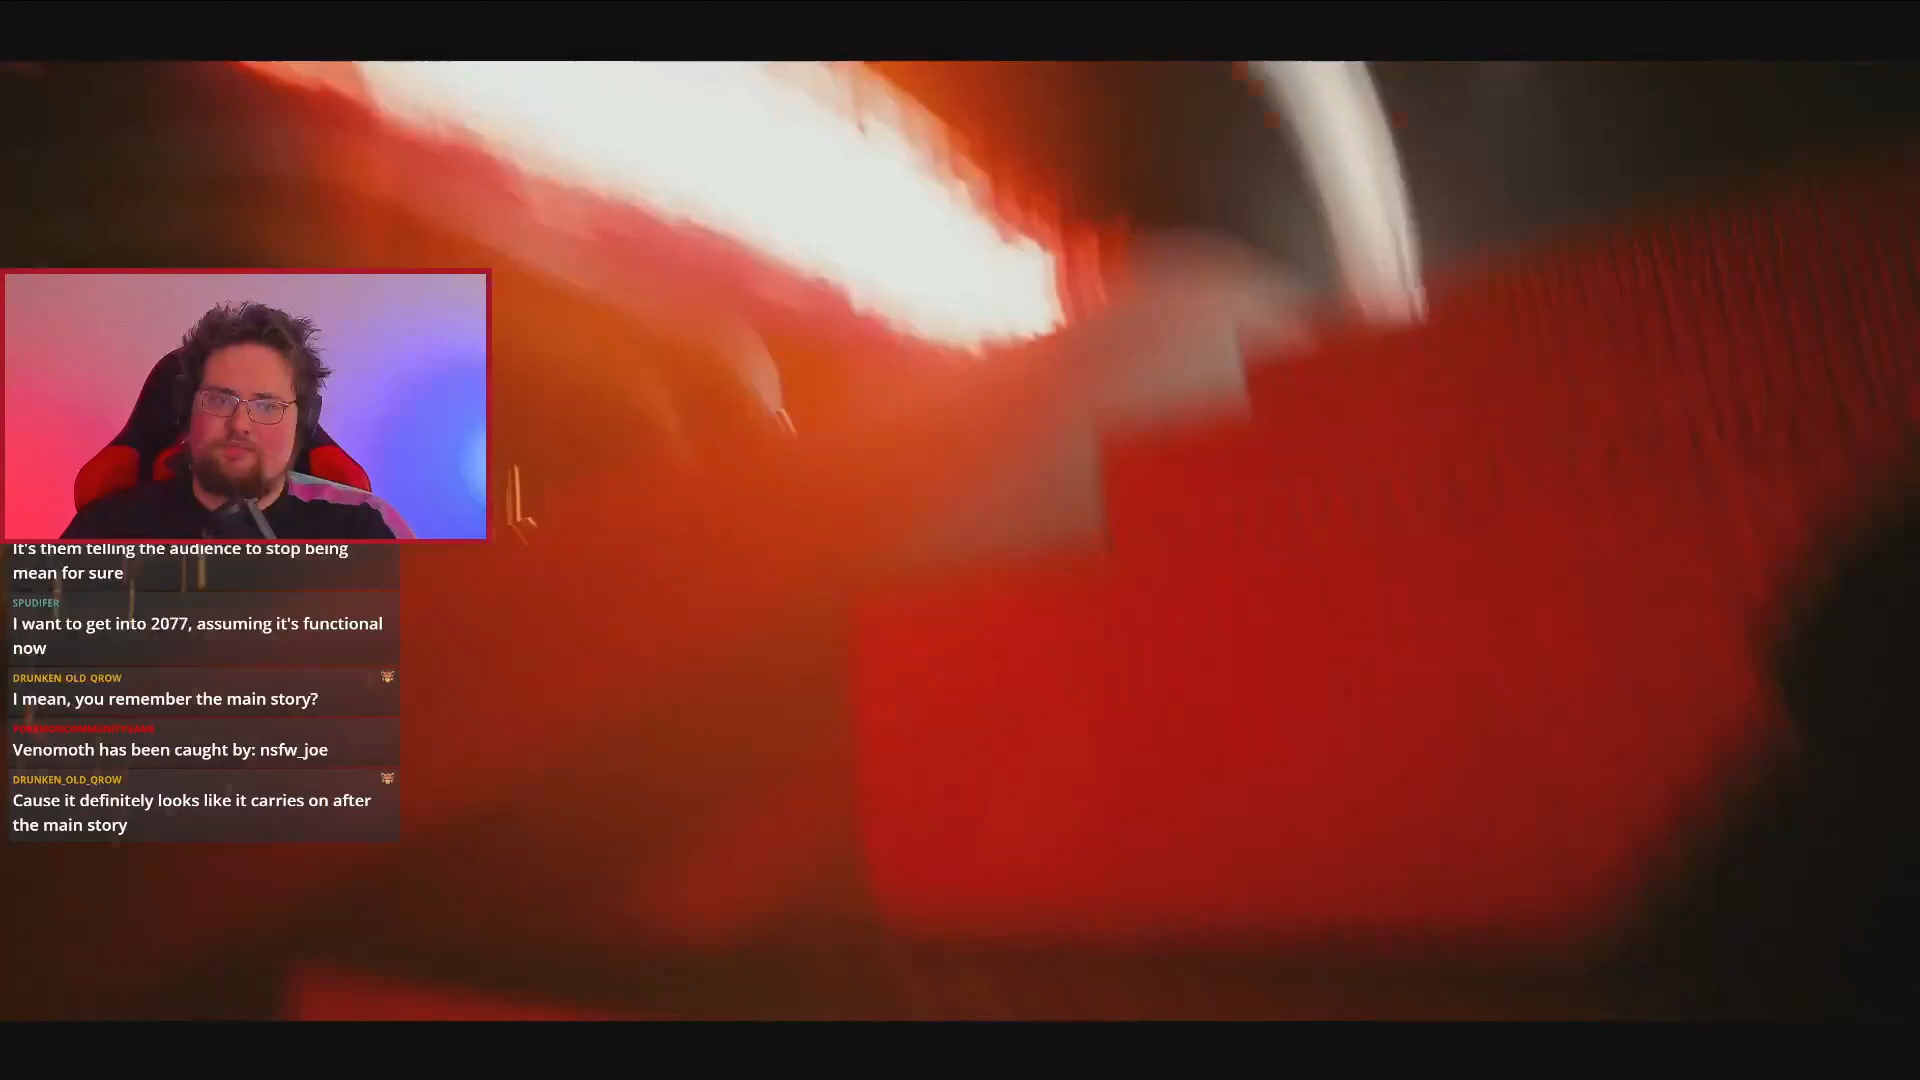 It's them telling the audience to stop being
mean for sure
SPUDIFER
I want to get into 2077, assuming it's functional
now
DRUNKEN_OLD_QROW
I mean, you remember the main story?
POKEMONCOMMUNITYGAME
Venomoth has been caught by: nsfw_joe
DRUNKEN_OLD_QROW
Cause it definitely looks like it carries on after
the main story